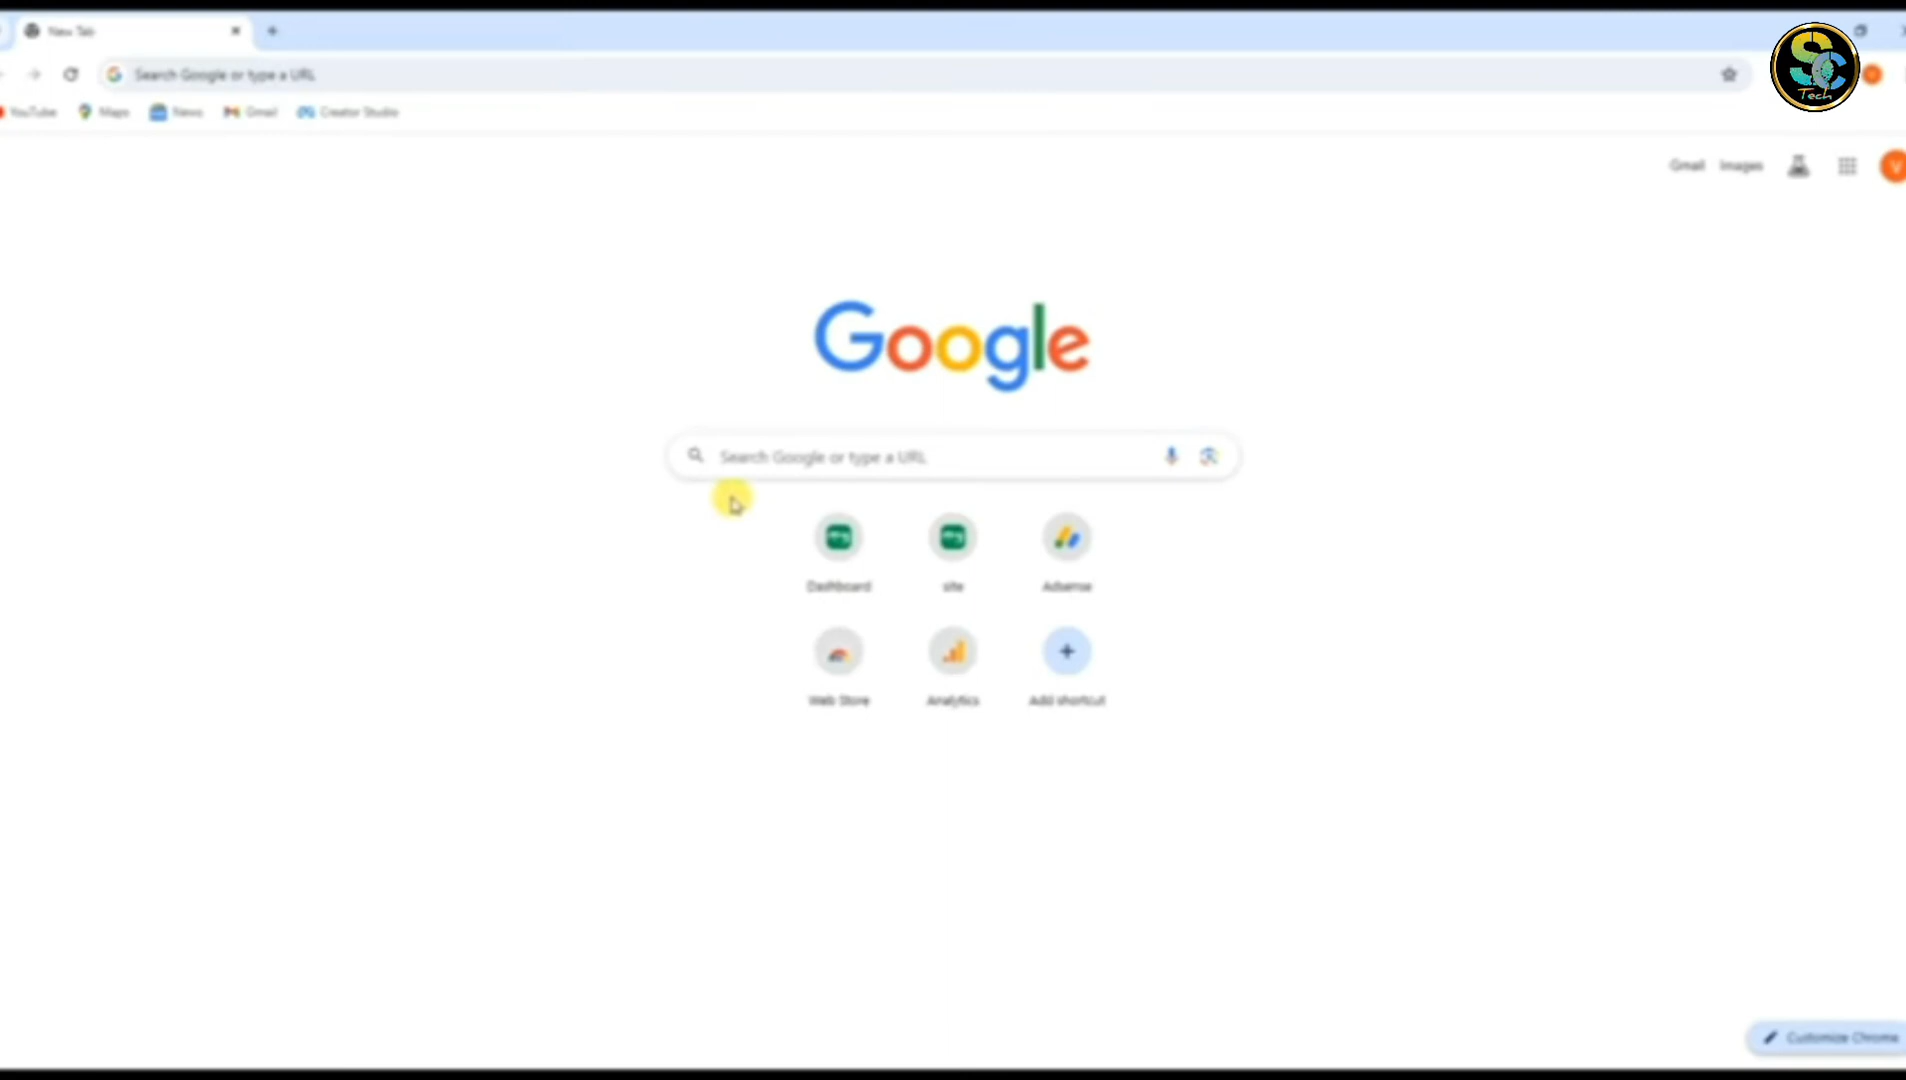 New Tab
Search Google or type a URL
YouTube Maps News Gmail Creator Studio
SC
Tech
Gmail Images
V
Google
Search Google or type a URL
Dashboard site Adsense
Web Store Analytics Add shortcut
Customize Chrome